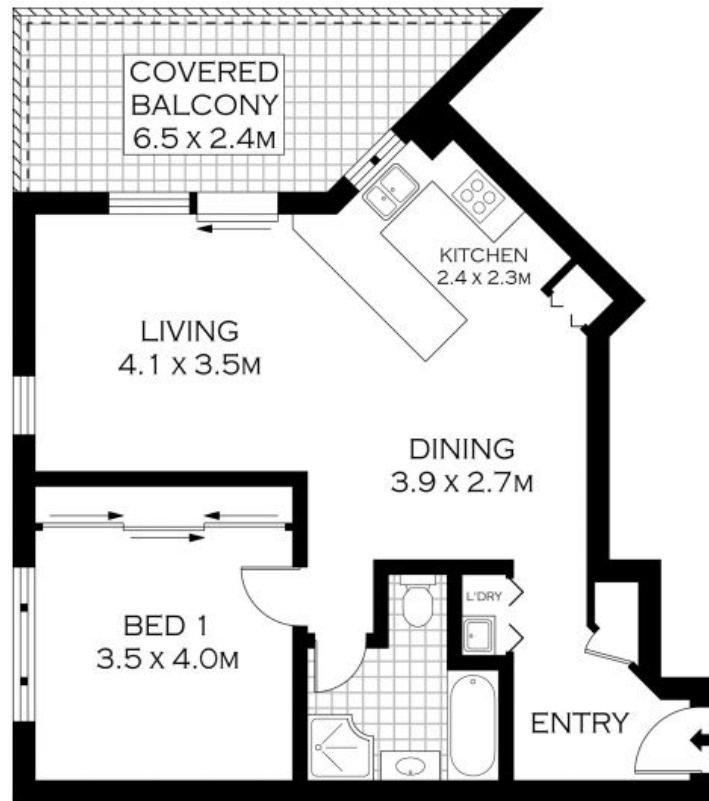 COVERED
BALCONY
6.5 X 2.4M
KITCHEN
2.4 X 2.3M
LIVING
4.1 X 3.5M
DINING
3.9 X 2.7M
L'DRY
BED 1
3.5 X 4.0M
ENTRY